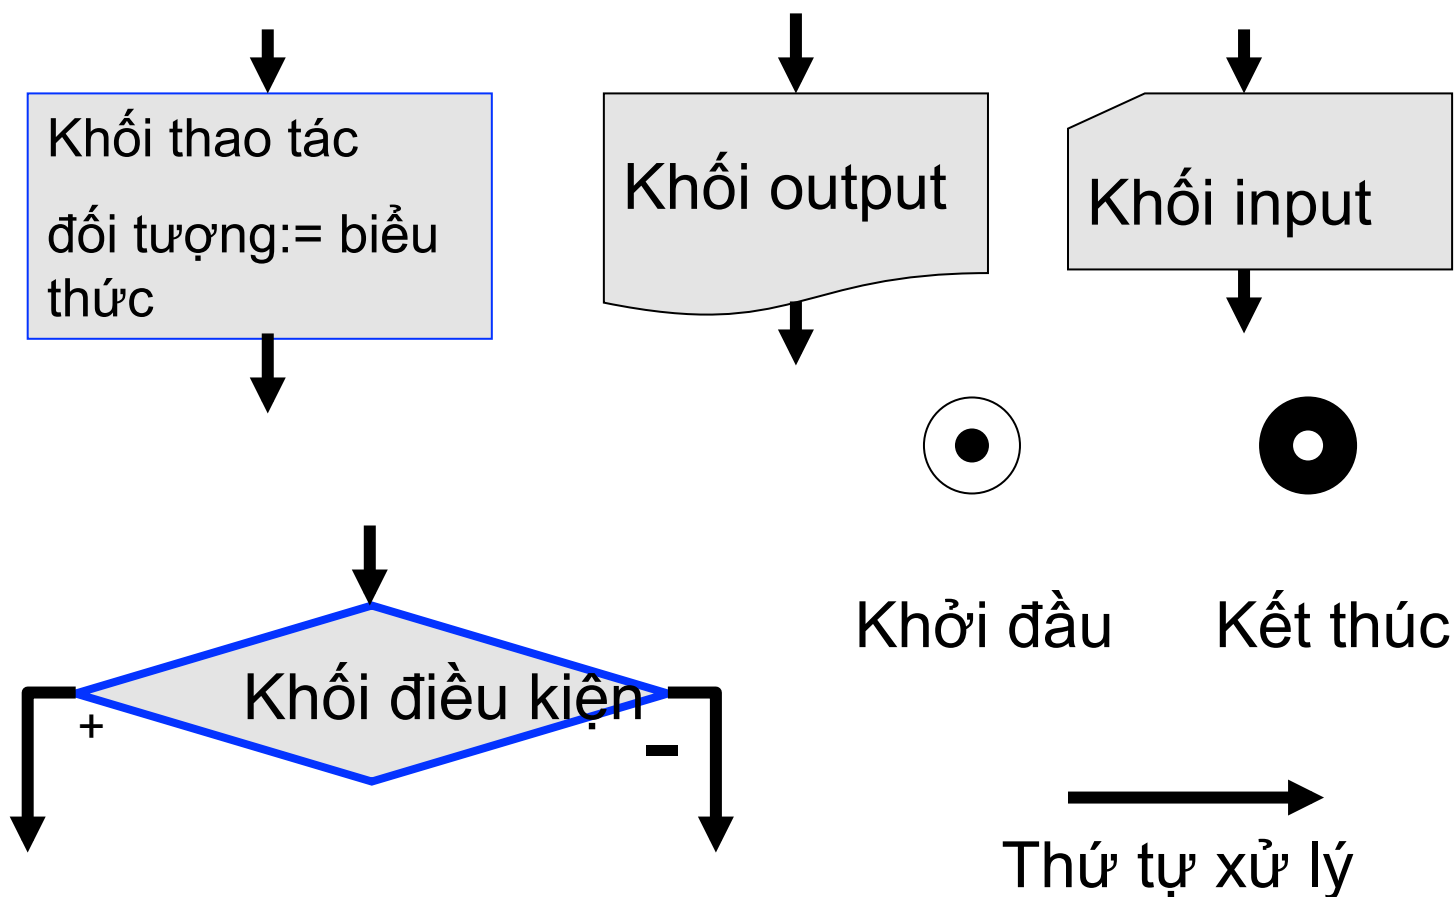 Khối thao tác
đối tượng:= biểu
thức
Khối output
Khối input
Khởi đầu
Kết thúc
Khối điều kiện
+
-
Thứ tự xử lý